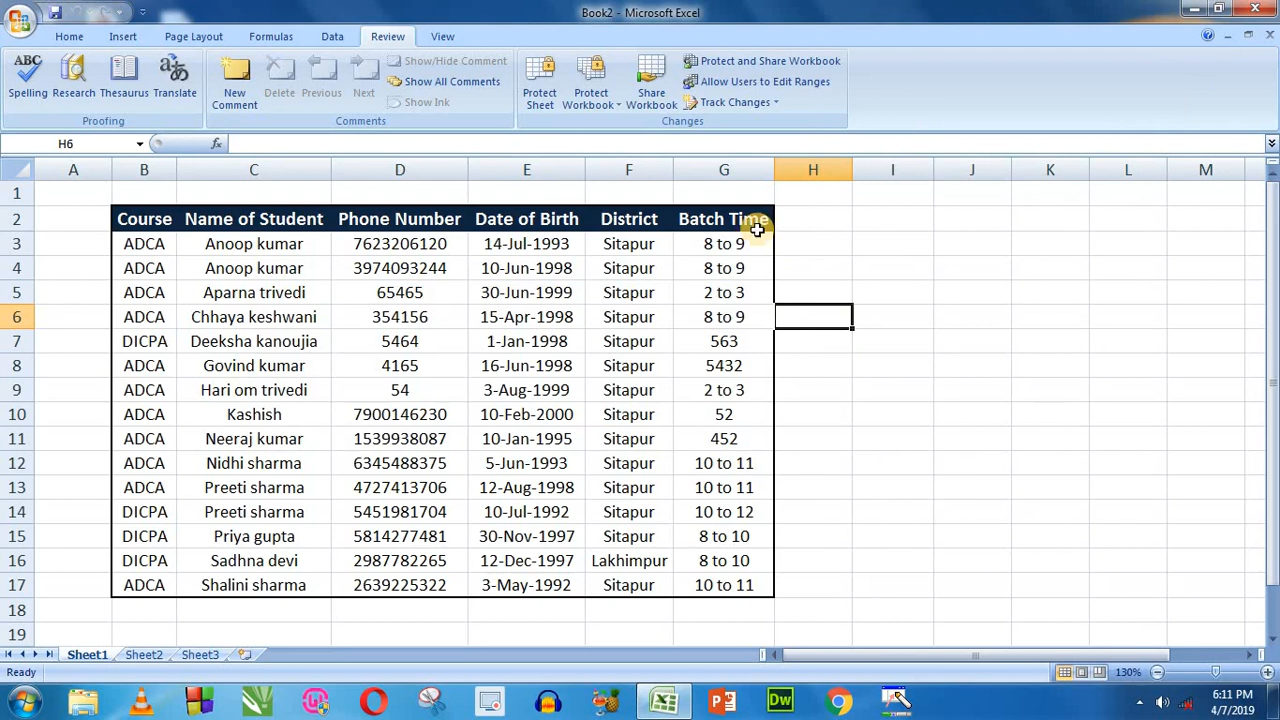 Book2 - Microsoft Excel
Home Insert Page Layout Formulas Data Review View
ABC
Spelling Research Thesaurus Translate
Proofing
New Comment Delete Previous Next
Show/Hide Comment
Show All Comments
Show Ink
Comments
Protect Sheet Protect Workbook Share Workbook
Protect and Share Workbook
Allow Users to Edit Ranges
Track Changes
Changes
H6 fx
A B C D E F G H I J K L M
1
2 Course Name of Student Phone Number Date of Birth District Batch Time
3 ADCA Anoop kumar 7623206120 14-Jul-1993 Sitapur 8 to 9
4 ADCA Anoop kumar 3974093244 10-Jun-1998 Sitapur 8 to 9
5 ADCA Aparna trivedi 65465 30-Jun-1999 Sitapur 2 to 3
6 ADCA Chhaya keshwani 354156 15-Apr-1998 Sitapur 8 to 9
7 DICPA Deeksha kanoujia 5464 1-Jan-1998 Sitapur 563
8 ADCA Govind kumar 4165 16-Jun-1998 Sitapur 5432
9 ADCA Hari om trivedi 54 3-Aug-1999 Sitapur 2 to 3
10 ADCA Kashish 7900146230 10-Feb-2000 Sitapur 52
11 ADCA Neeraj kumar 1539938087 10-Jan-1995 Sitapur 452
12 ADCA Nidhi sharma 6345488375 5-Jun-1993 Sitapur 10 to 11
13 ADCA Preeti sharma 4727413706 12-Aug-1998 Sitapur 10 to 11
14 DICPA Preeti sharma 5451981704 10-Jul-1992 Sitapur 10 to 12
15 DICPA Priya gupta 5814277481 30-Nov-1997 Sitapur 8 to 10
16 DICPA Sadhna devi 2987782265 12-Dec-1997 Lakhimpur 8 to 10
17 ADCA Shalini sharma 2639225322 3-May-1992 Sitapur 10 to 11
18
19
Sheet1 Sheet2 Sheet3
Ready 130%
Dw
6:11 PM
4/7/2019